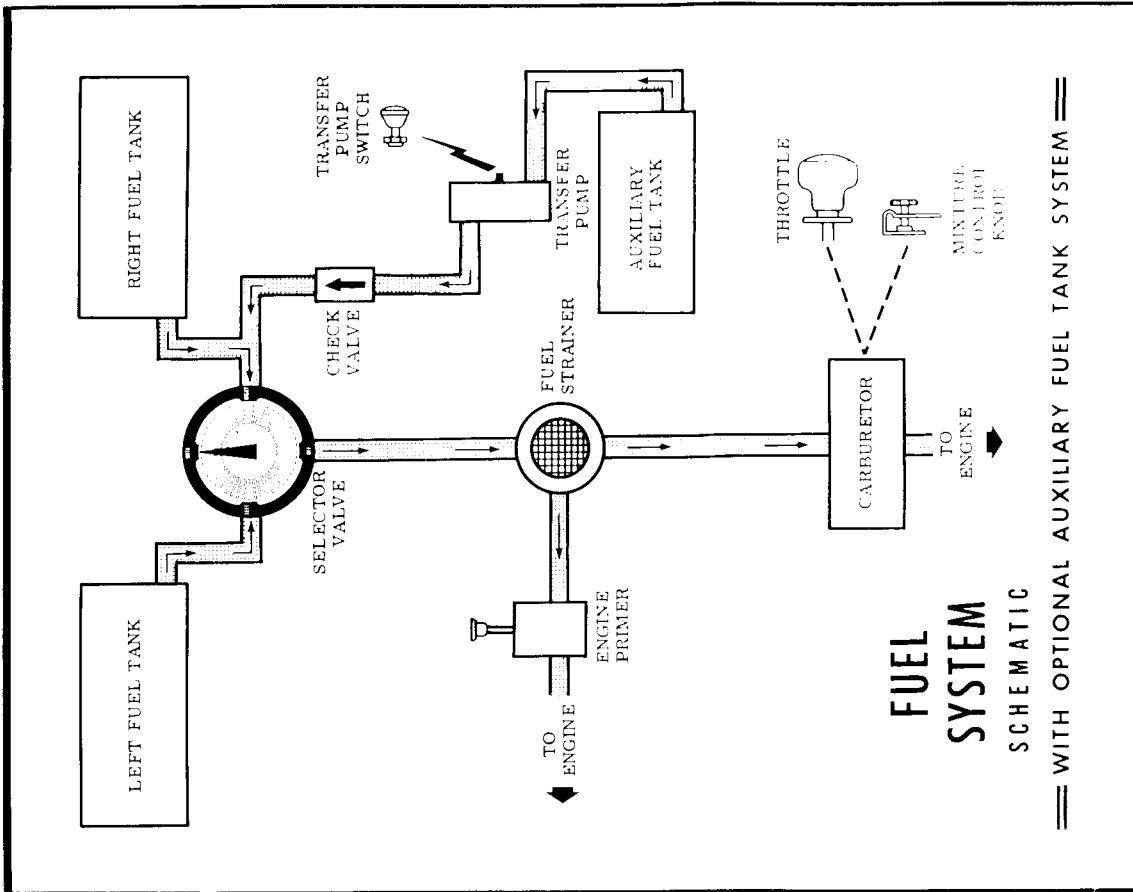 LEFT FUEL TANK
RIGHT FUEL TANK
SELECTOR
VALVE
CHECK
VALVE
TRANSFER
PUMP
SWITCH
TRANSFER
PUMP
AUXILIARY
FUEL TANK
FUEL
STRAINER
ENGINE
PRIMER
TO
ENGINE
THROTTLE
MIXTURE
CONTROL
KNOB
CARBURETOR
TO
ENGINE
FUEL
SYSTEM
SCHEMATIC
WITH OPTIONAL AUXILIARY FUEL TANK SYSTEM